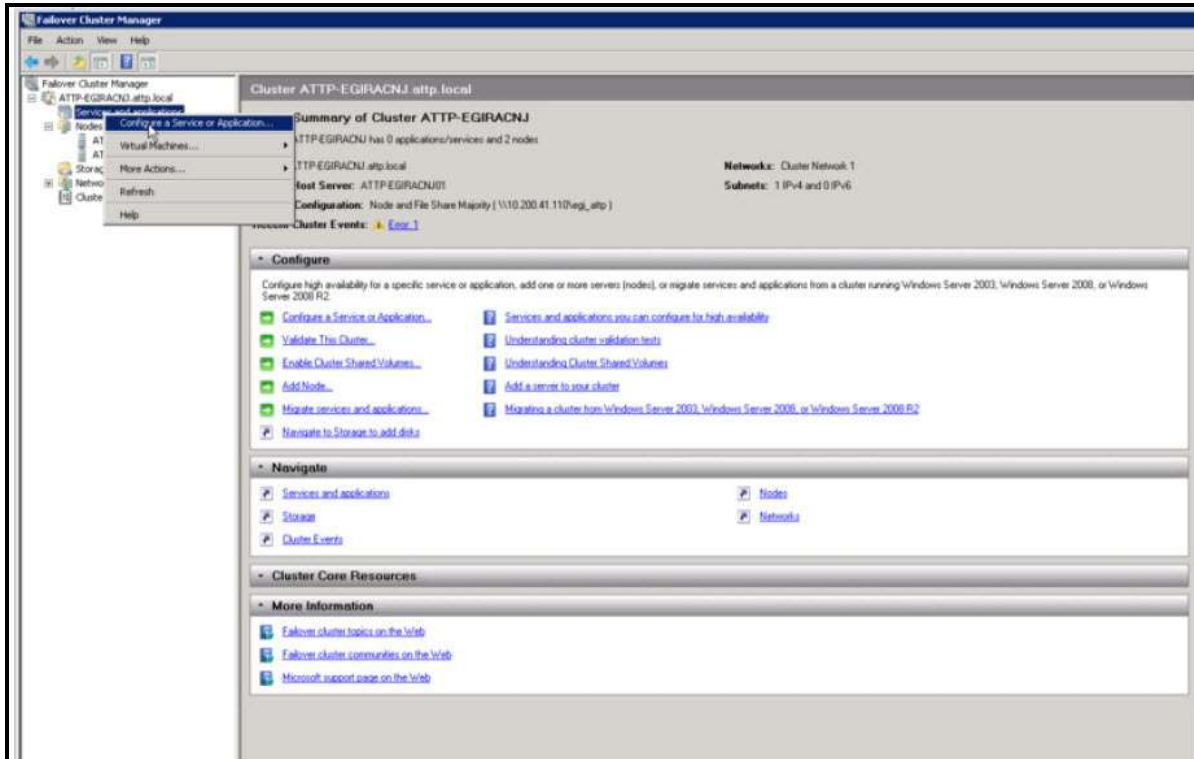 Failover Cluster Manager
File Action View Help
Failover Cluster Manager
ATTP-EGIRACNJ.attp.local
Services and applications
Nodes
AT
AT
Storag
Netwo
Cluste
Configure a Service or Application...
Virtual Machines...
More Actions...
Refresh
Help
Cluster ATTP-EGIRACNJ.attp.local
Summary of Cluster ATTP-EGIRACNJ
ATTP-EGIRACNJ has 0 applications/services and 2 nodes
TTP-EGIRACNJ.attp.local
Networks: Cluster Network 1
Host Server: ATTP-EGIRACNJ01
Subnets: 1 IPv4 and 0 IPv6
Configuration: Node and File Share Majority ( \\10.200.41.110\egi_attp )
Cluster Events: Error: 1
Configure
Configure high availability for a specific service or application, add one or more servers (nodes), or migrate services and applications from a cluster running Windows Server 2003, Windows Server 2008, or Windows
Server 2008 R2.
Configure a Service or Application...
Services and applications you can configure for high availability
Validate This Cluster...
Understanding cluster validation tests
Enable Cluster Shared Volumes...
Understanding Cluster Shared Volumes
Add Node...
Add a server to your cluster
Migrate services and applications...
Migrating a cluster from Windows Server 2003, Windows Server 2008, or Windows Server 2008 R2
Navigate to Storage to add disks
Navigate
Services and applications
Nodes
Storage
Networks
Cluster Events
Cluster Core Resources
More Information
Failover cluster topics on the Web
Failover cluster communities on the Web
Microsoft support page on the Web